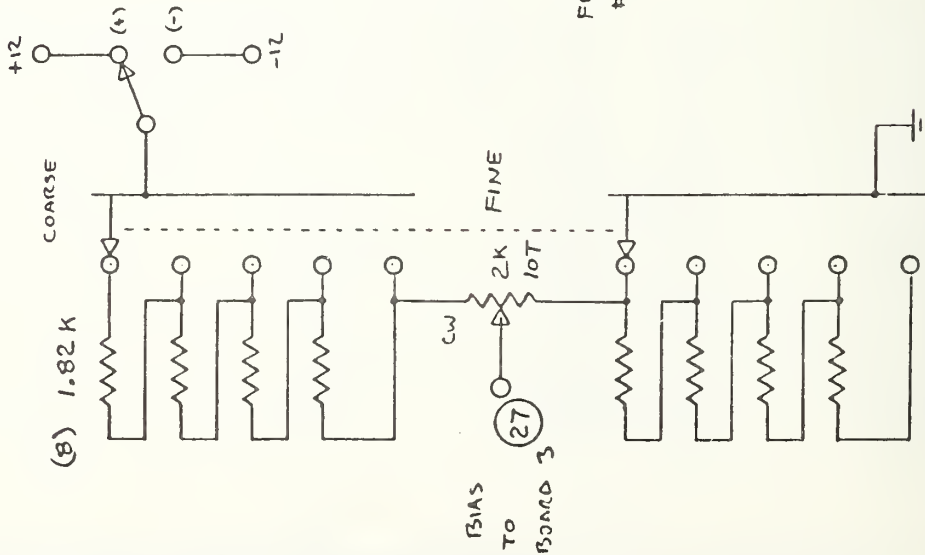 +12
(+)
(-)
-12
COARSE
FINE
2K
10T
CW
(8) 1.82 K
27
BIAS
TO
BOARD 3